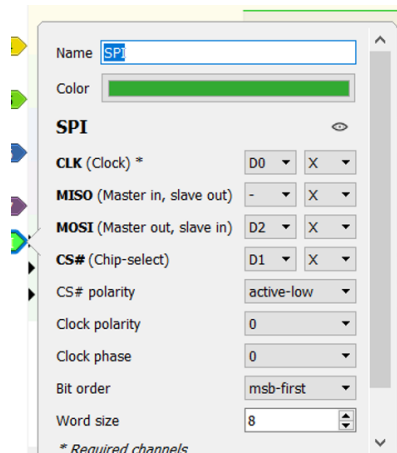 Name SPI
Color
SPI
CLK (Clock) * D0 X
MISO (Master in, slave out) - X
MOSI (Master out, slave in) D2 X
CS# (Chip-select) D1 X
CS# polarity active-low
Clock polarity 0
Clock phase 0
Bit order msb-first
Word size 8
* Required channels